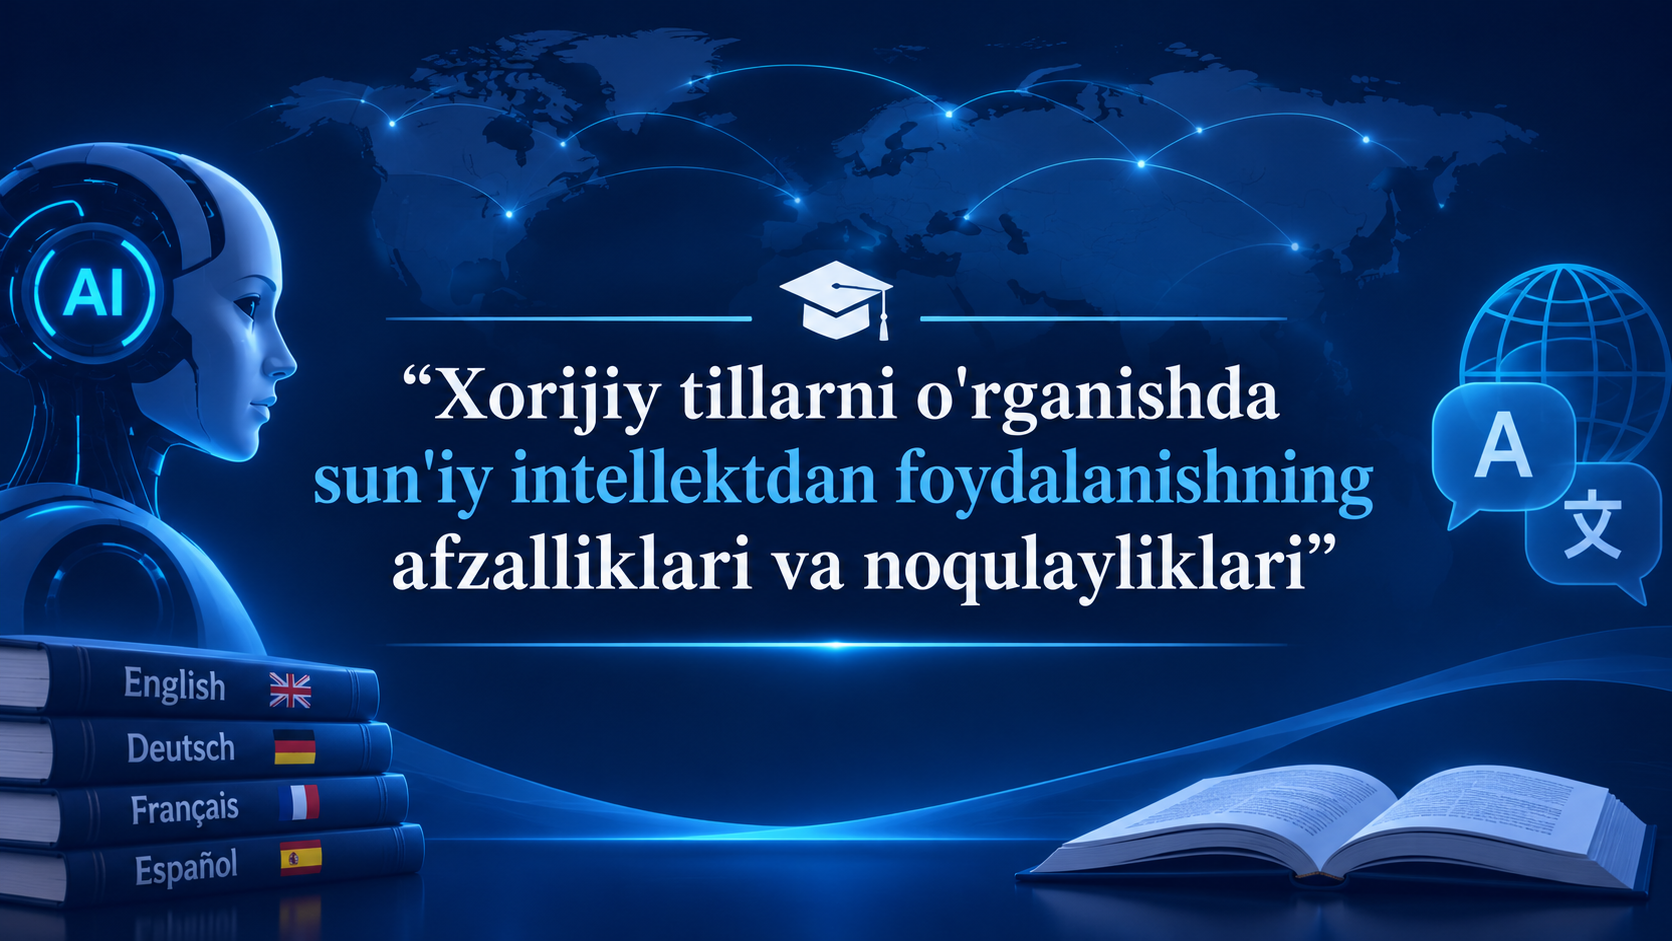 AI
“Xorijiy tillarni o'rganishda
sun'iy intellektdan foydalanishning
afzalliklari va noqulayliklari”
A
文
English
Deutsch
Français
Español